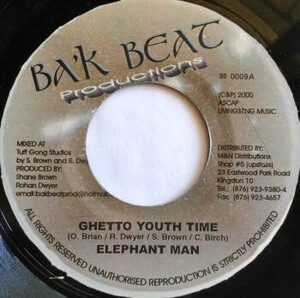 BA'K BEAT
Productions
BB 0009A
(C&P) 2000
ASCAP
LIVING57NG MUSIC
MIXED AT
Tuff Gong Studios
by S. Brown and R. Dwyer
PRODUCED BY:
Shane Brown
Rohan Dwyer
DISTRIBUTED BY:
M&N Distributions
Shop #5 (upstairs)
23 Eastwood Park Road
Kingston 10
Tel. (876) 923-9380-4
Fax. (876) 923-4657
GHETTO YOUTH TIME
(O. Brian / R. Dwyer / S. Brown / C. Birch)
ELEPHANT MAN
ALL RIGHTS RESERVED UNAUTHORISED REPRODUCTION IS STRICTLY PROHIBITED